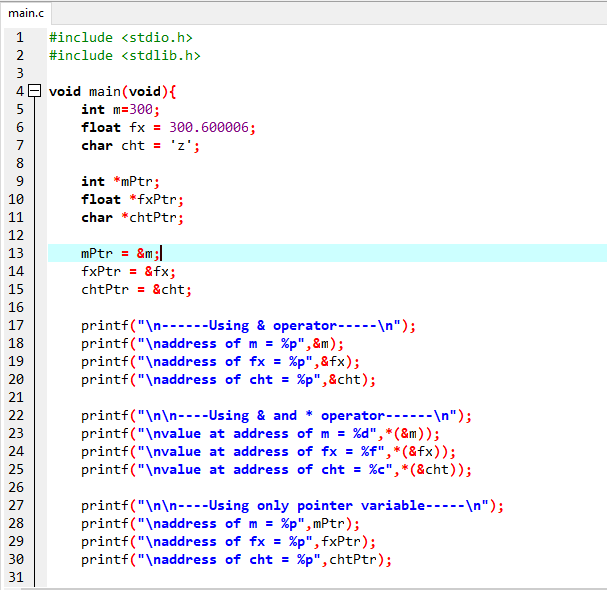 main.c
1 #include <stdio.h>
2 #include <stdlib.h>
3
4 void main(void){
5     int m=300;
6     float fx = 300.600006;
7     char cht = 'z';
8
9     int *mPtr;
10     float *fxPtr;
11     char *chtPtr;
12
13     mPtr = &m;
14     fxPtr = &fx;
15     chtPtr = &cht;
16
17     printf("\n------Using & operator-----\n");
18     printf("\naddress of m = %p",&m);
19     printf("\naddress of fx = %p",&fx);
20     printf("\naddress of cht = %p",&cht);
21
22     printf("\n\n----Using & and * operator------\n");
23     printf("\nvalue at address of m = %d",*(&m));
24     printf("\nvalue at address of fx = %f",*(&fx));
25     printf("\nvalue at address of cht = %c",*(&cht));
26
27     printf("\n\n----Using only pointer variable-----\n");
28     printf("\naddress of m = %p",mPtr);
29     printf("\naddress of fx = %p",fxPtr);
30     printf("\naddress of cht = %p",chtPtr);
31